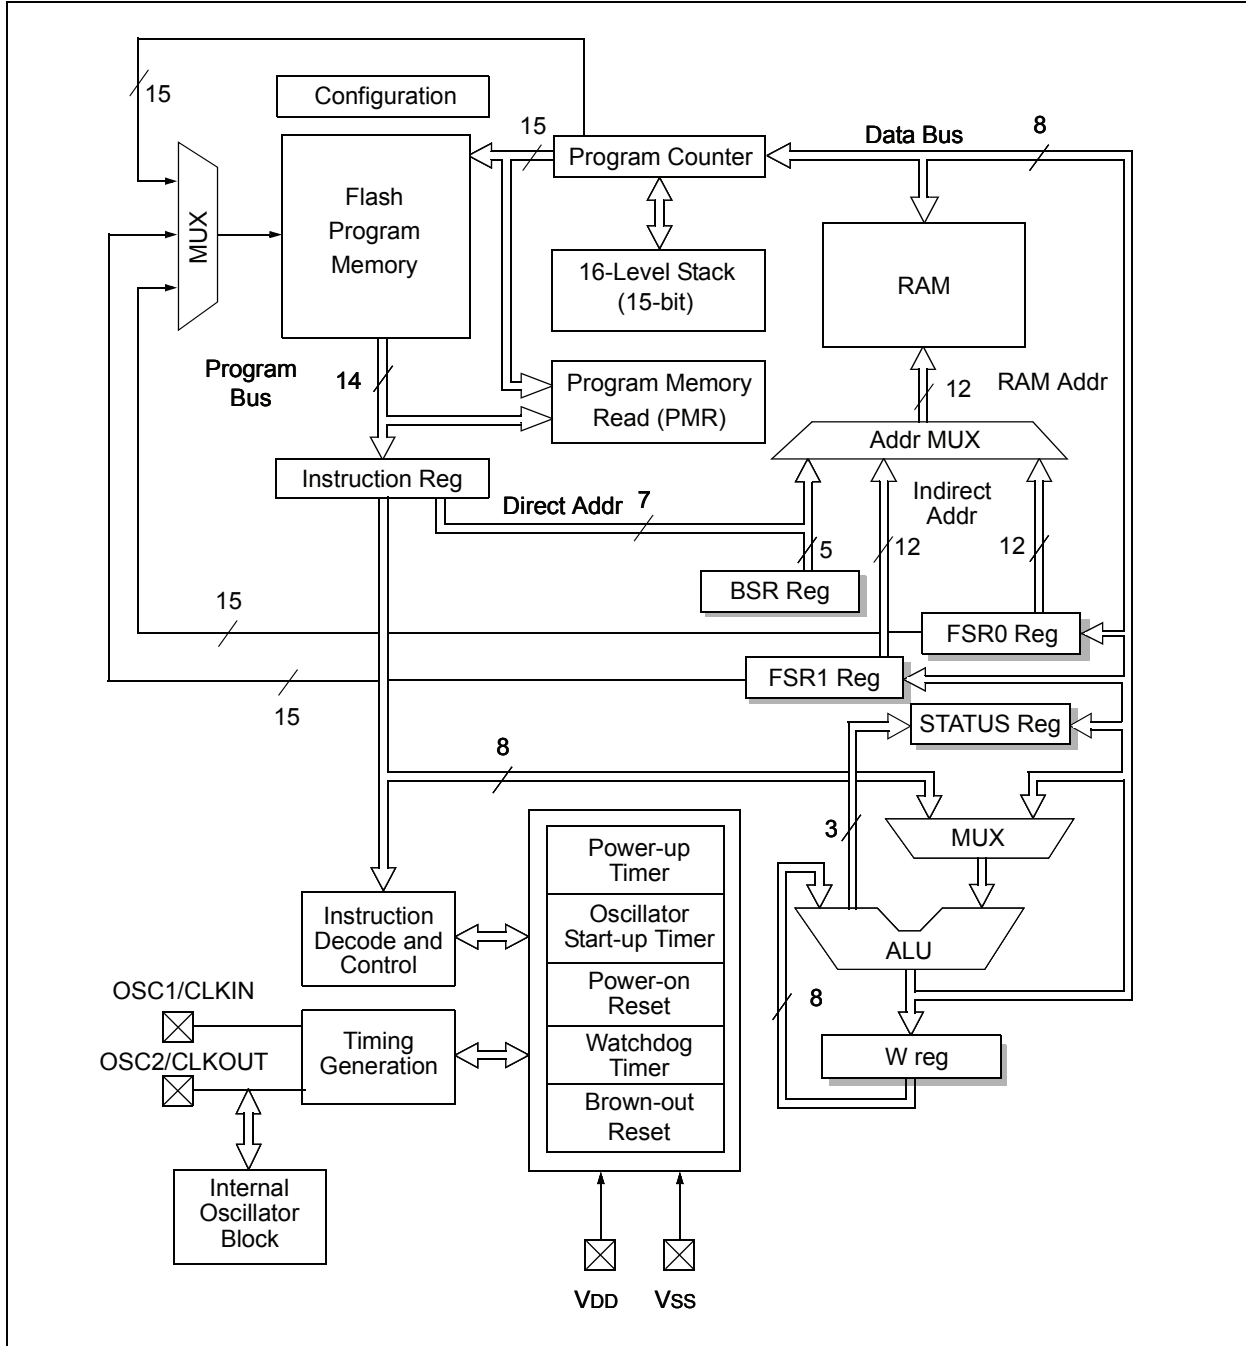 15
Configuration
15
Program Counter
Data Bus
8
Flash
Program
Memory
MUX
16-Level Stack
(15-bit)
RAM
Program
Bus
14
Program Memory
Read (PMR)
12
RAM Addr
Addr MUX
Instruction Reg
Direct Addr
7
Indirect
Addr
5
12
12
BSR Reg
15
FSR0 Reg
FSR1 Reg
15
STATUS Reg
8
3
MUX
Power-up
Timer
Oscillator
Start-up Timer
Power-on
Reset
Watchdog
Timer
Brown-out
Reset
Instruction
Decode and
Control
ALU
OSC1/CLKIN
8
Timing
Generation
OSC2/CLKOUT
W reg
Internal
Oscillator
Block
VDD
VSS